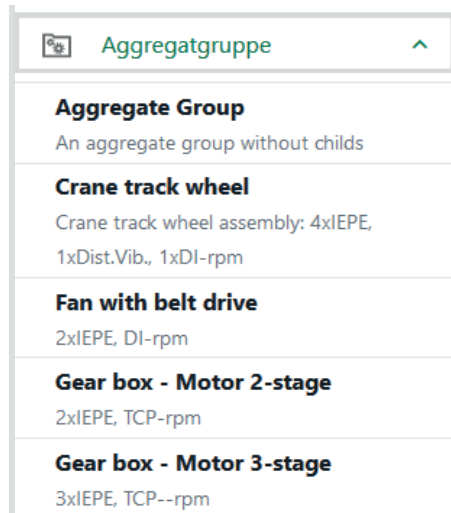 Aggregatgruppe
Aggregate Group
An aggregate group without childs
Crane track wheel
Crane track wheel assembly: 4xIEPE,
1xDist.Vib., 1xDI-rpm
Fan with belt drive
2xIEPE, DI-rpm
Gear box - Motor 2-stage
2xIEPE, TCP-rpm
Gear box - Motor 3-stage
3xIEPE, TCP--rpm